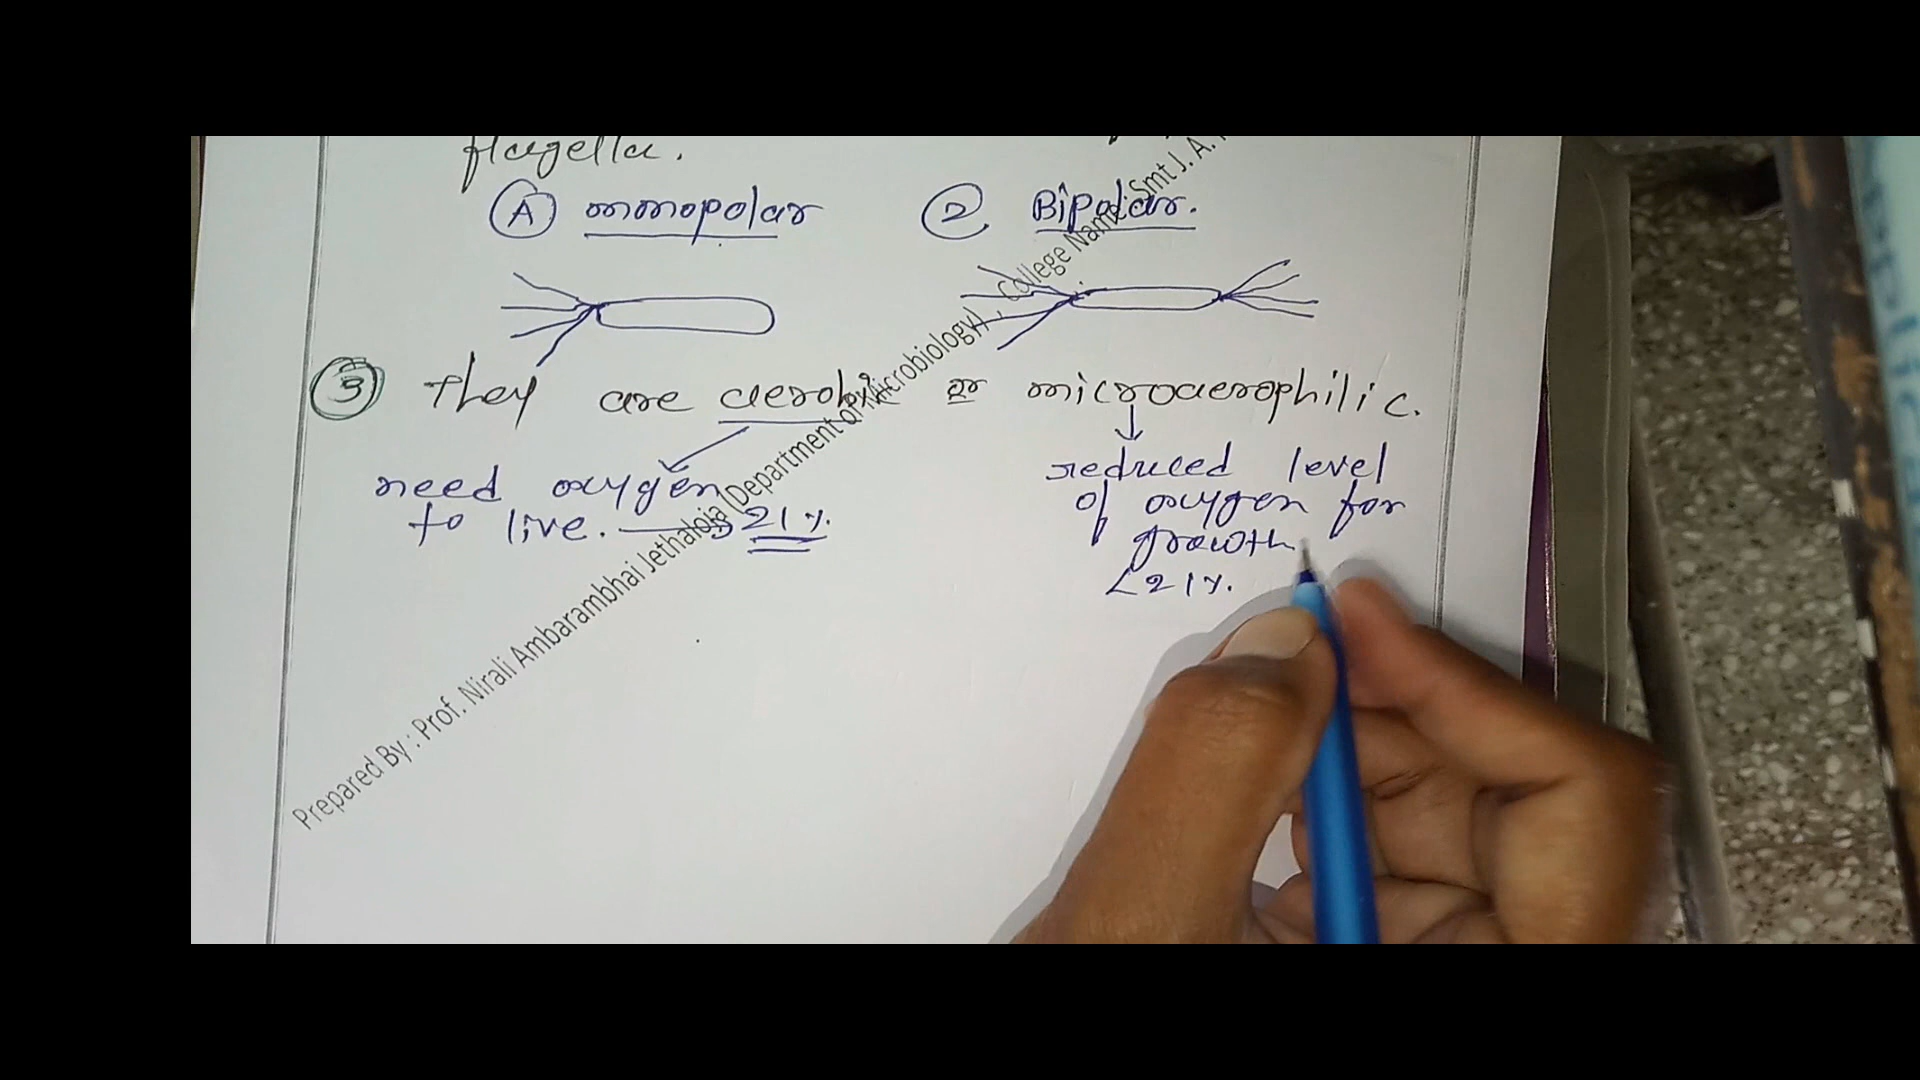 flagella.
A monopolar 2 Bipolar.
3 They are aerobic or microaerophilic.
need oxygen
to live. → 21%.
reduced level
of oxygen for
growth
<21%.
Prepared By: Prof. Nirali Ambarambhai Jethaloja (Department of Microbiology), College Name: Smt J. A.